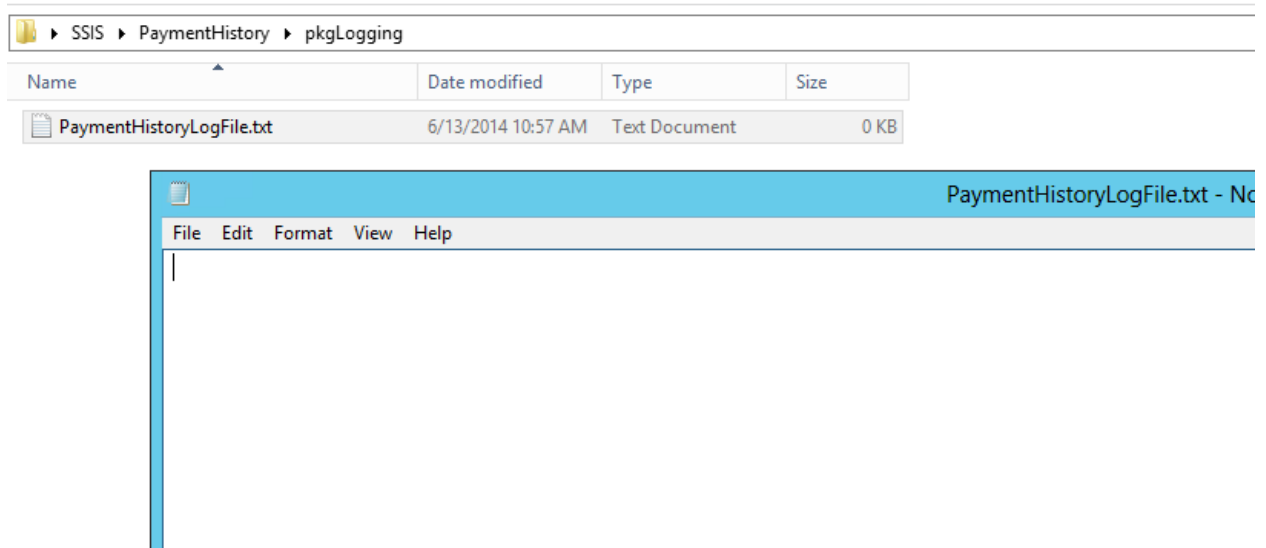 SSIS PaymentHistory pkgLogging
Name Date modified Type Size
PaymentHistoryLogFile.txt 6/13/2014 10:57 AM Text Document 0 KB
PaymentHistoryLogFile.txt - No
File Edit Format View Help